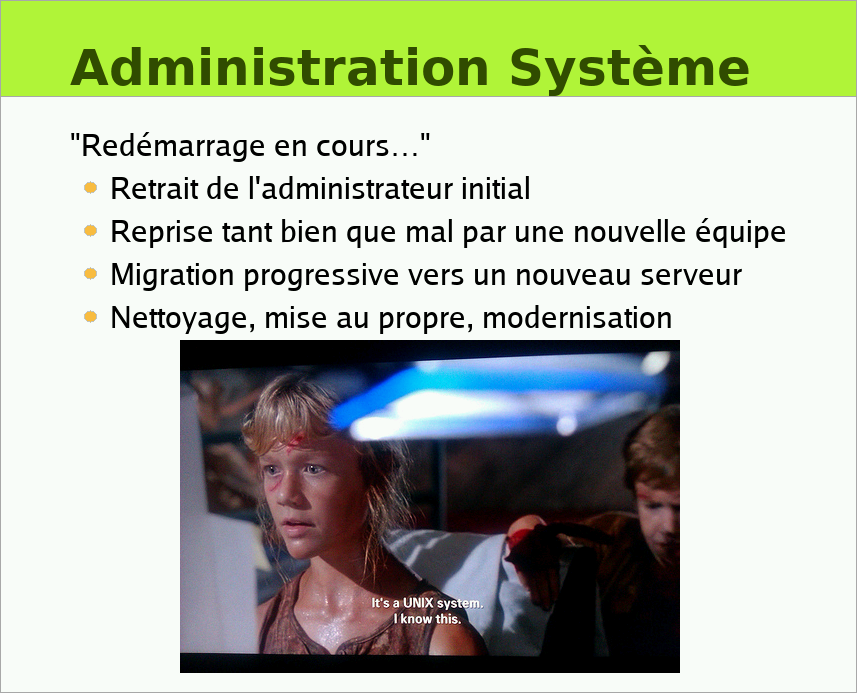 Administration Système
"Redémarrage en cours…"
Retrait de l'administrateur initial
Reprise tant bien que mal par une nouvelle équipe
Migration progressive vers un nouveau serveur
Nettoyage, mise au propre, modernisation
It's a UNIX system.
I know this.